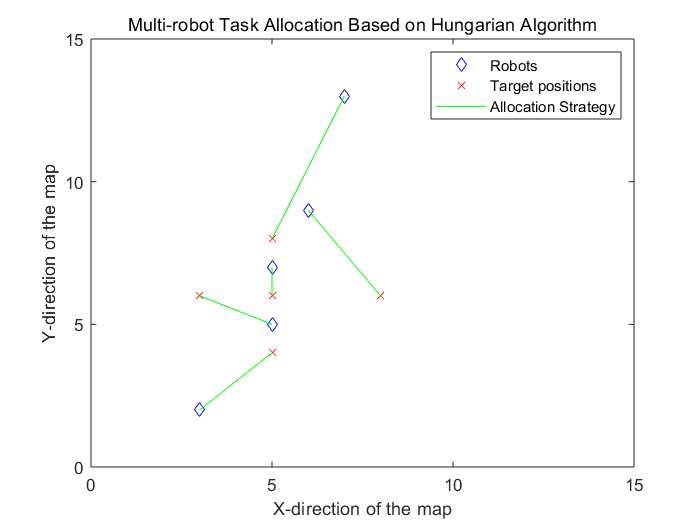 Multi-robot Task Allocation Based on Hungarian Algorithm
15
Robots
Target positions
Allocation Strategy
10
Y-direction of the map
5
0
0 5 10 15
X-direction of the map